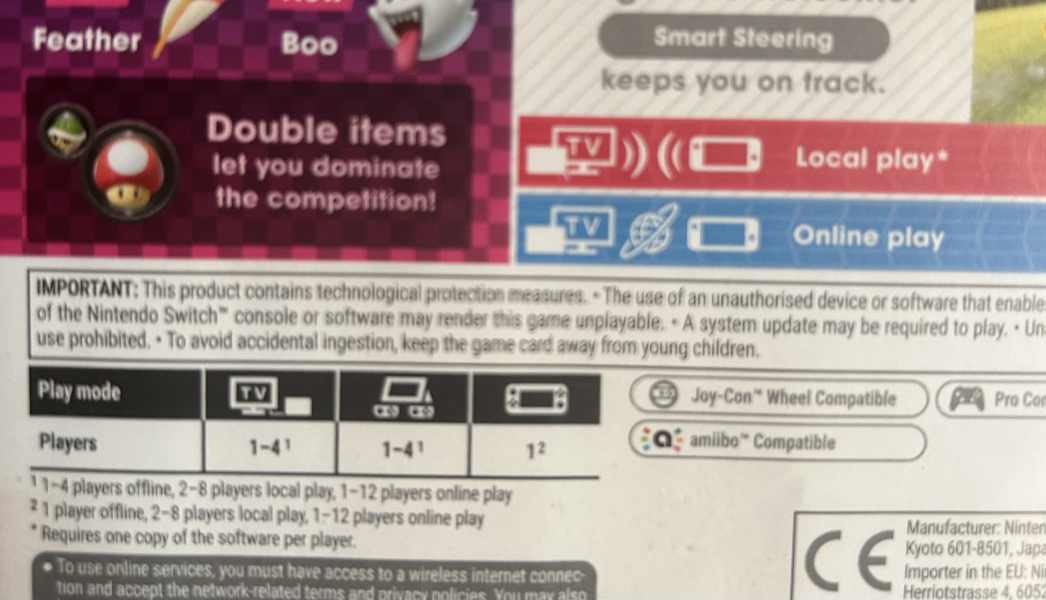 Feather
Boo
Smart Steering
keeps you on track.
Double items
let you dominate
the competition!
TV
Local play*
TV
Online play
IMPORTANT: This product contains technological protection measures. • The use of an unauthorised device or software that enable
of the Nintendo Switch™ console or software may render this game unplayable. • A system update may be required to play. • Un
use prohibited. • To avoid accidental ingestion, keep the game card away from young children.
Play mode
TV
Players
1–4¹
1–4¹
1²
Joy-Con™ Wheel Compatible
Pro Con
amiibo™ Compatible
¹ 1–4 players offline, 2–8 players local play, 1–12 players online play
² 1 player offline, 2–8 players local play, 1–12 players online play
* Requires one copy of the software per player.
• To use online services, you must have access to a wireless internet connec-
tion and accept the network-related terms and privacy policies. You may also
CE
Manufacturer: Ninten
Kyoto 601-8501, Japa
Importer in the EU: Ni
Herriotstrasse 4, 6052